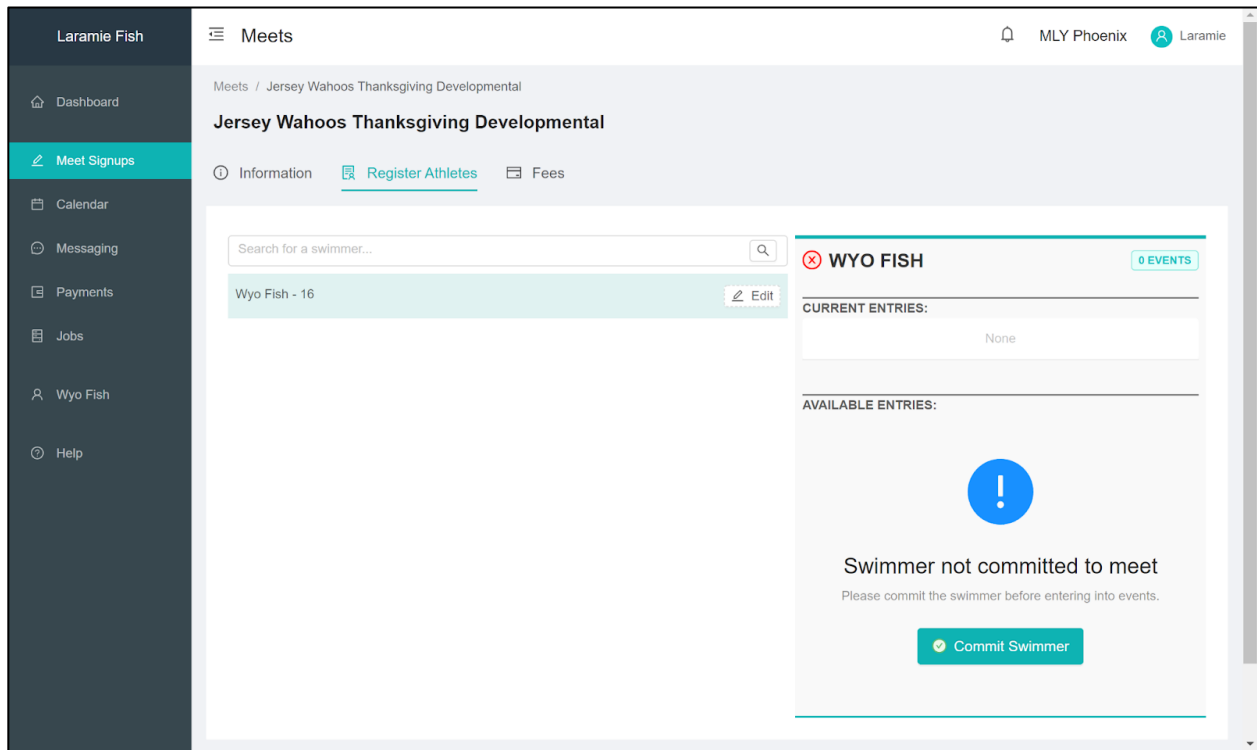 Laramie Fish
Meets
MLY Phoenix
Laramie
Dashboard
Meet Signups
Calendar
Messaging
Payments
Jobs
Wyo Fish
Help
Meets / Jersey Wahoos Thanksgiving Developmental
Jersey Wahoos Thanksgiving Developmental
Information
Register Athletes
Fees
Search for a swimmer...
Wyo Fish - 16
Edit
WYO FISH
0 EVENTS
CURRENT ENTRIES:
None
AVAILABLE ENTRIES:
Swimmer not committed to meet
Please commit the swimmer before entering into events.
Commit Swimmer